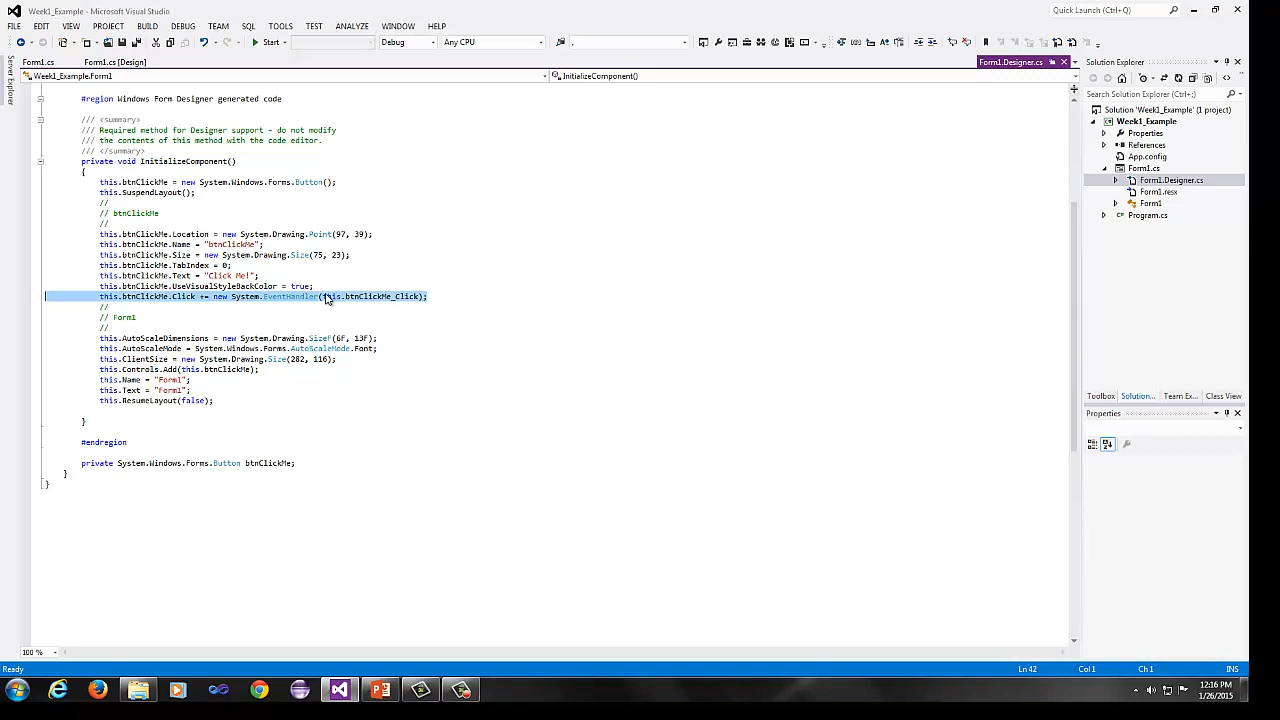 Week1_Example - Microsoft Visual Studio
Quick Launch (Ctrl+Q)
FILE EDIT VIEW PROJECT BUILD DEBUG TEAM SQL TOOLS TEST ANALYZE WINDOW HELP
Start Debug Any CPU
Form1.cs Form1.cs [Design] Form1.Designer.cs
Week1_Example.Form1 InitializeComponent()
Server Explorer
#region Windows Form Designer generated code
/// <summary>
/// Required method for Designer support - do not modify
/// the contents of this method with the code editor.
/// </summary>
private void InitializeComponent()
{
this.btnClickMe = new System.Windows.Forms.Button();
this.SuspendLayout();
//
// btnClickMe
//
this.btnClickMe.Location = new System.Drawing.Point(97, 39);
this.btnClickMe.Name = "btnClickMe";
this.btnClickMe.Size = new System.Drawing.Size(75, 23);
this.btnClickMe.TabIndex = 0;
this.btnClickMe.Text = "Click Me!";
this.btnClickMe.UseVisualStyleBackColor = true;
this.btnClickMe.Click += new System.EventHandler(this.btnClickMe_Click);
//
// Form1
//
this.AutoScaleDimensions = new System.Drawing.SizeF(6F, 13F);
this.AutoScaleMode = System.Windows.Forms.AutoScaleMode.Font;
this.ClientSize = new System.Drawing.Size(282, 116);
this.Controls.Add(this.btnClickMe);
this.Name = "Form1";
this.Text = "Form1";
this.ResumeLayout(false);
}
#endregion
private System.Windows.Forms.Button btnClickMe;
}
}
100 %
Solution Explorer
Search Solution Explorer (Ctrl+;)
Solution 'Week1_Example' (1 project)
Week1_Example
Properties
References
App.config
Form1.cs
Form1.Designer.cs
Form1.resx
Form1
Program.cs
Toolbox Solution... Team Ex... Class View
Properties
Ready Ln 42 Col 1 Ch 1 INS
12:16 PM
1/26/2015